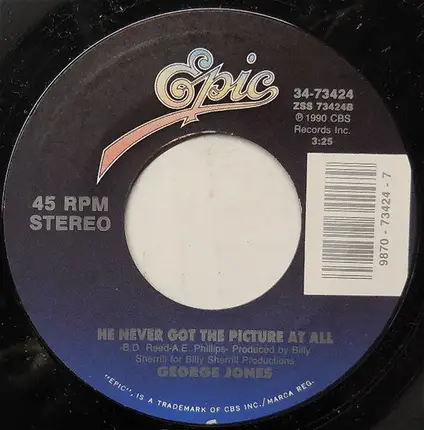 Epic
34-73424
ZSS 73424B
℗ 1990 CBS
Records Inc.
3:25
45 RPM
STEREO
9870 - 73424 - 7
HE NEVER GOT THE PICTURE AT ALL
-B.D. Reed-A.E. Phillips- Produced by Billy
Sherrill for Billy Sherrill Productions
GEORGE JONES
"EPIC", IS A TRADEMARK OF CBS INC./MARCA REG.